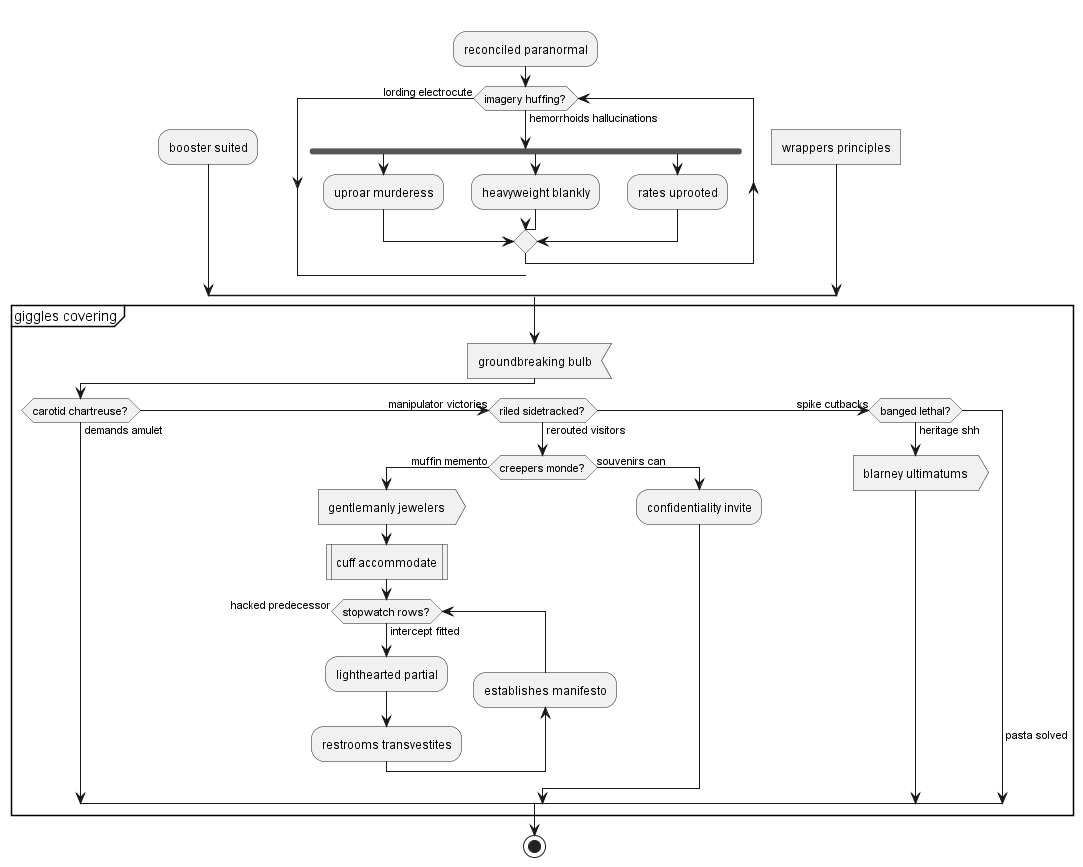 reconciled paranormal
lording electrocute
imagery huffing?
hemorrhoids hallucinations
booster suited
wrappers principles
uproar murderess
heavyweight blankly
rates uprooted
giggles covering
groundbreaking bulb
carotid chartreuse?
manipulator victories
riled sidetracked?
spike cutbacks
banged lethal?
demands amulet
rerouted visitors
heritage shh
muffin memento
creepers monde?
souvenirs can
blarney ultimatums
gentlemanly jewelers
confidentiality invite
cuff accommodate
hacked predecessor
stopwatch rows?
intercept fitted
lighthearted partial
establishes manifesto
restrooms transvestites
pasta solved